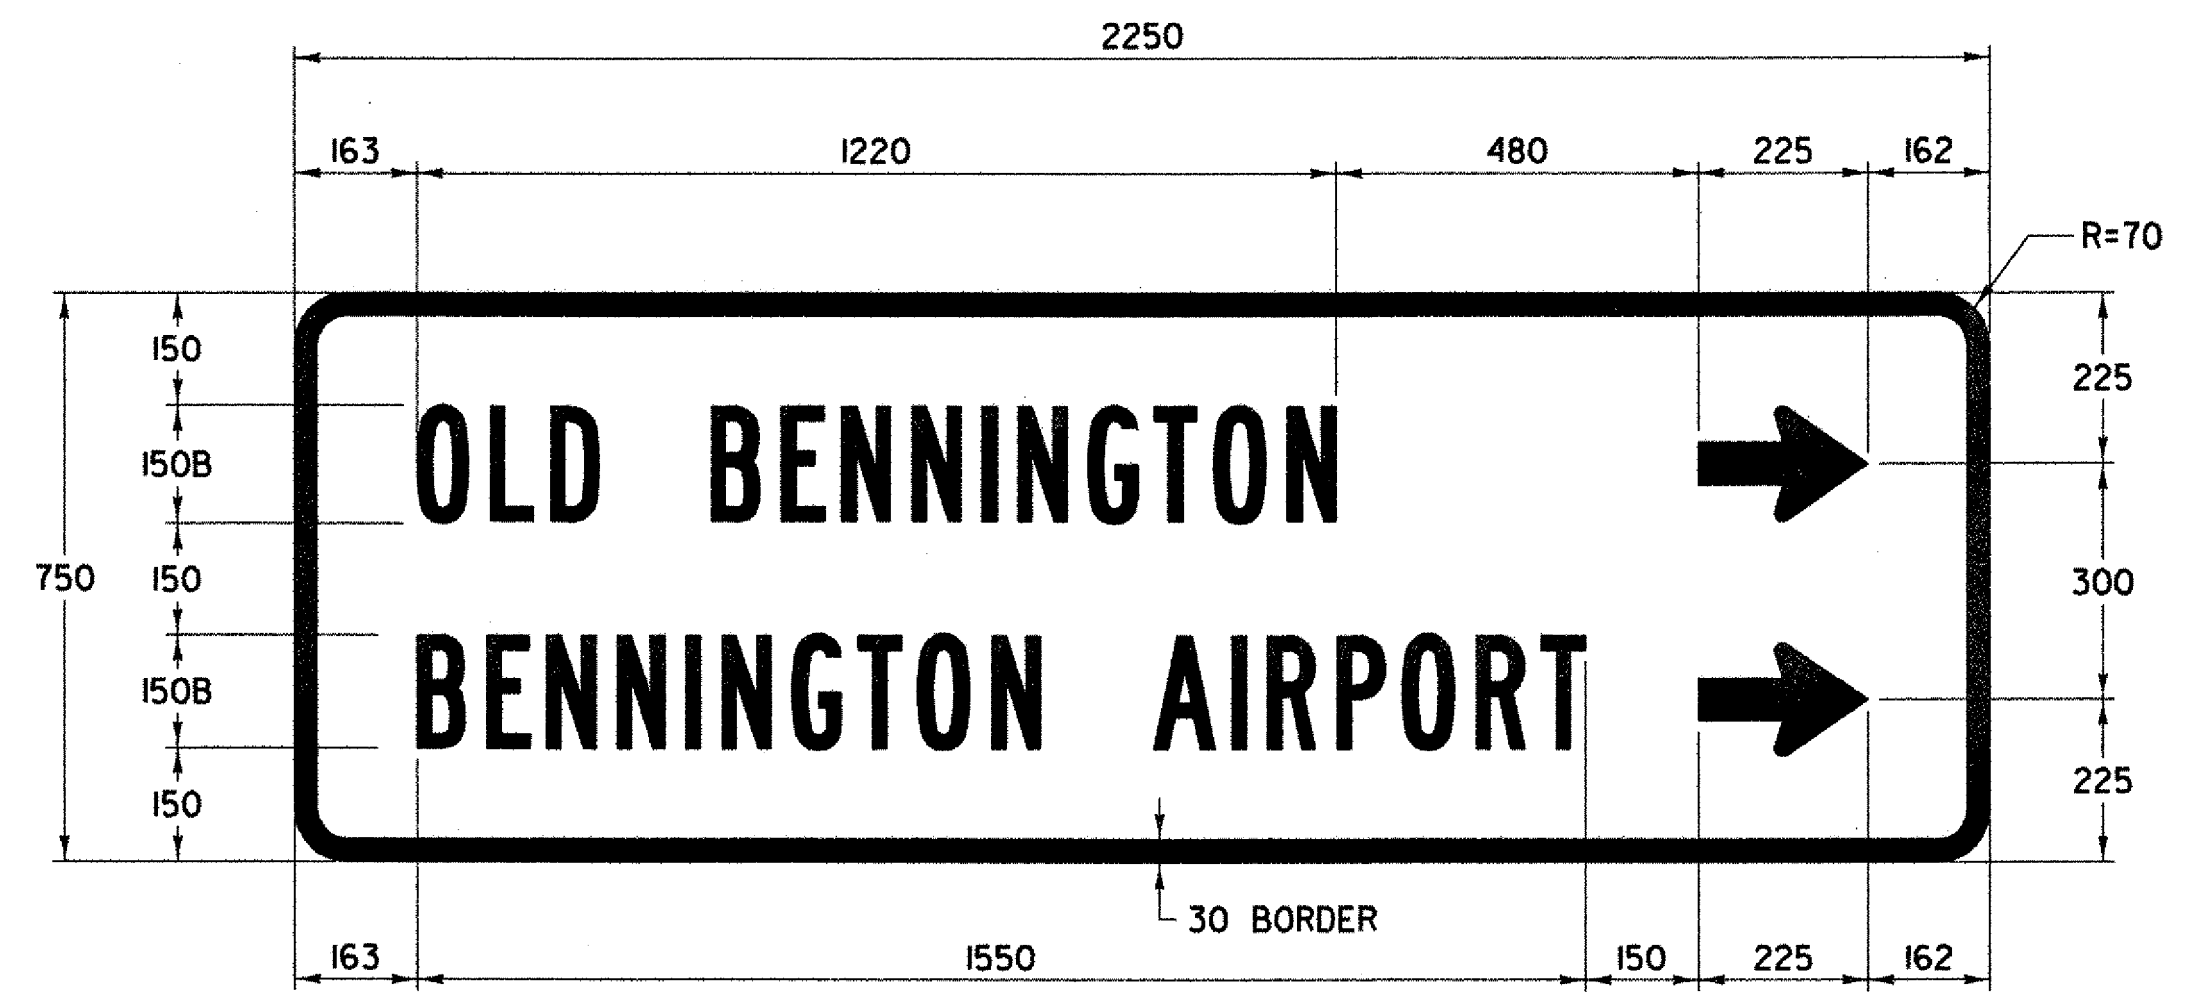 2250
163 1220 480 225 162
R=70
150
225
OLD BENNINGTON
150B
750 150 300
BENNINGTON AIRPORT
150B
225
150
30 BORDER
163 1550 150 225 162